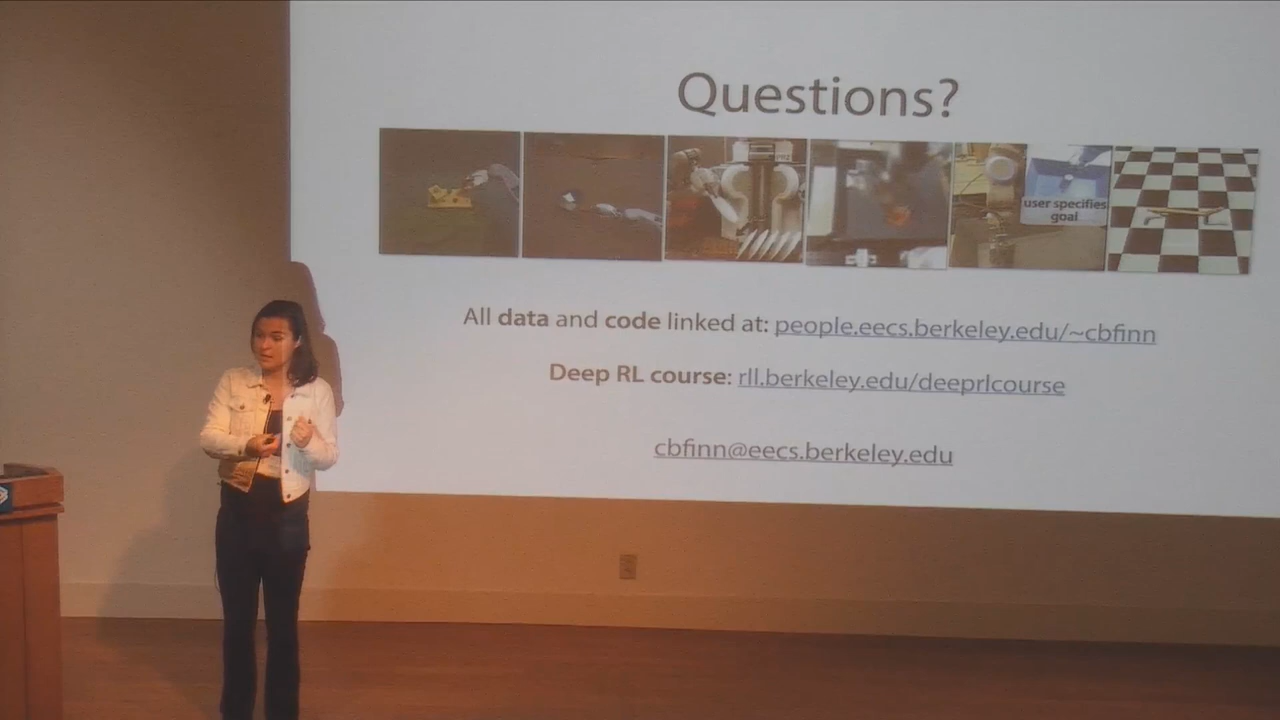 Questions?
user specifies
goal
All data and code linked at: people.eecs.berkeley.edu/~cbfinn
Deep RL course: rll.berkeley.edu/deeprlcourse
cbfinn@eecs.berkeley.edu